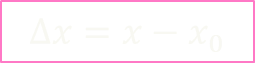 Δx = x − x₀